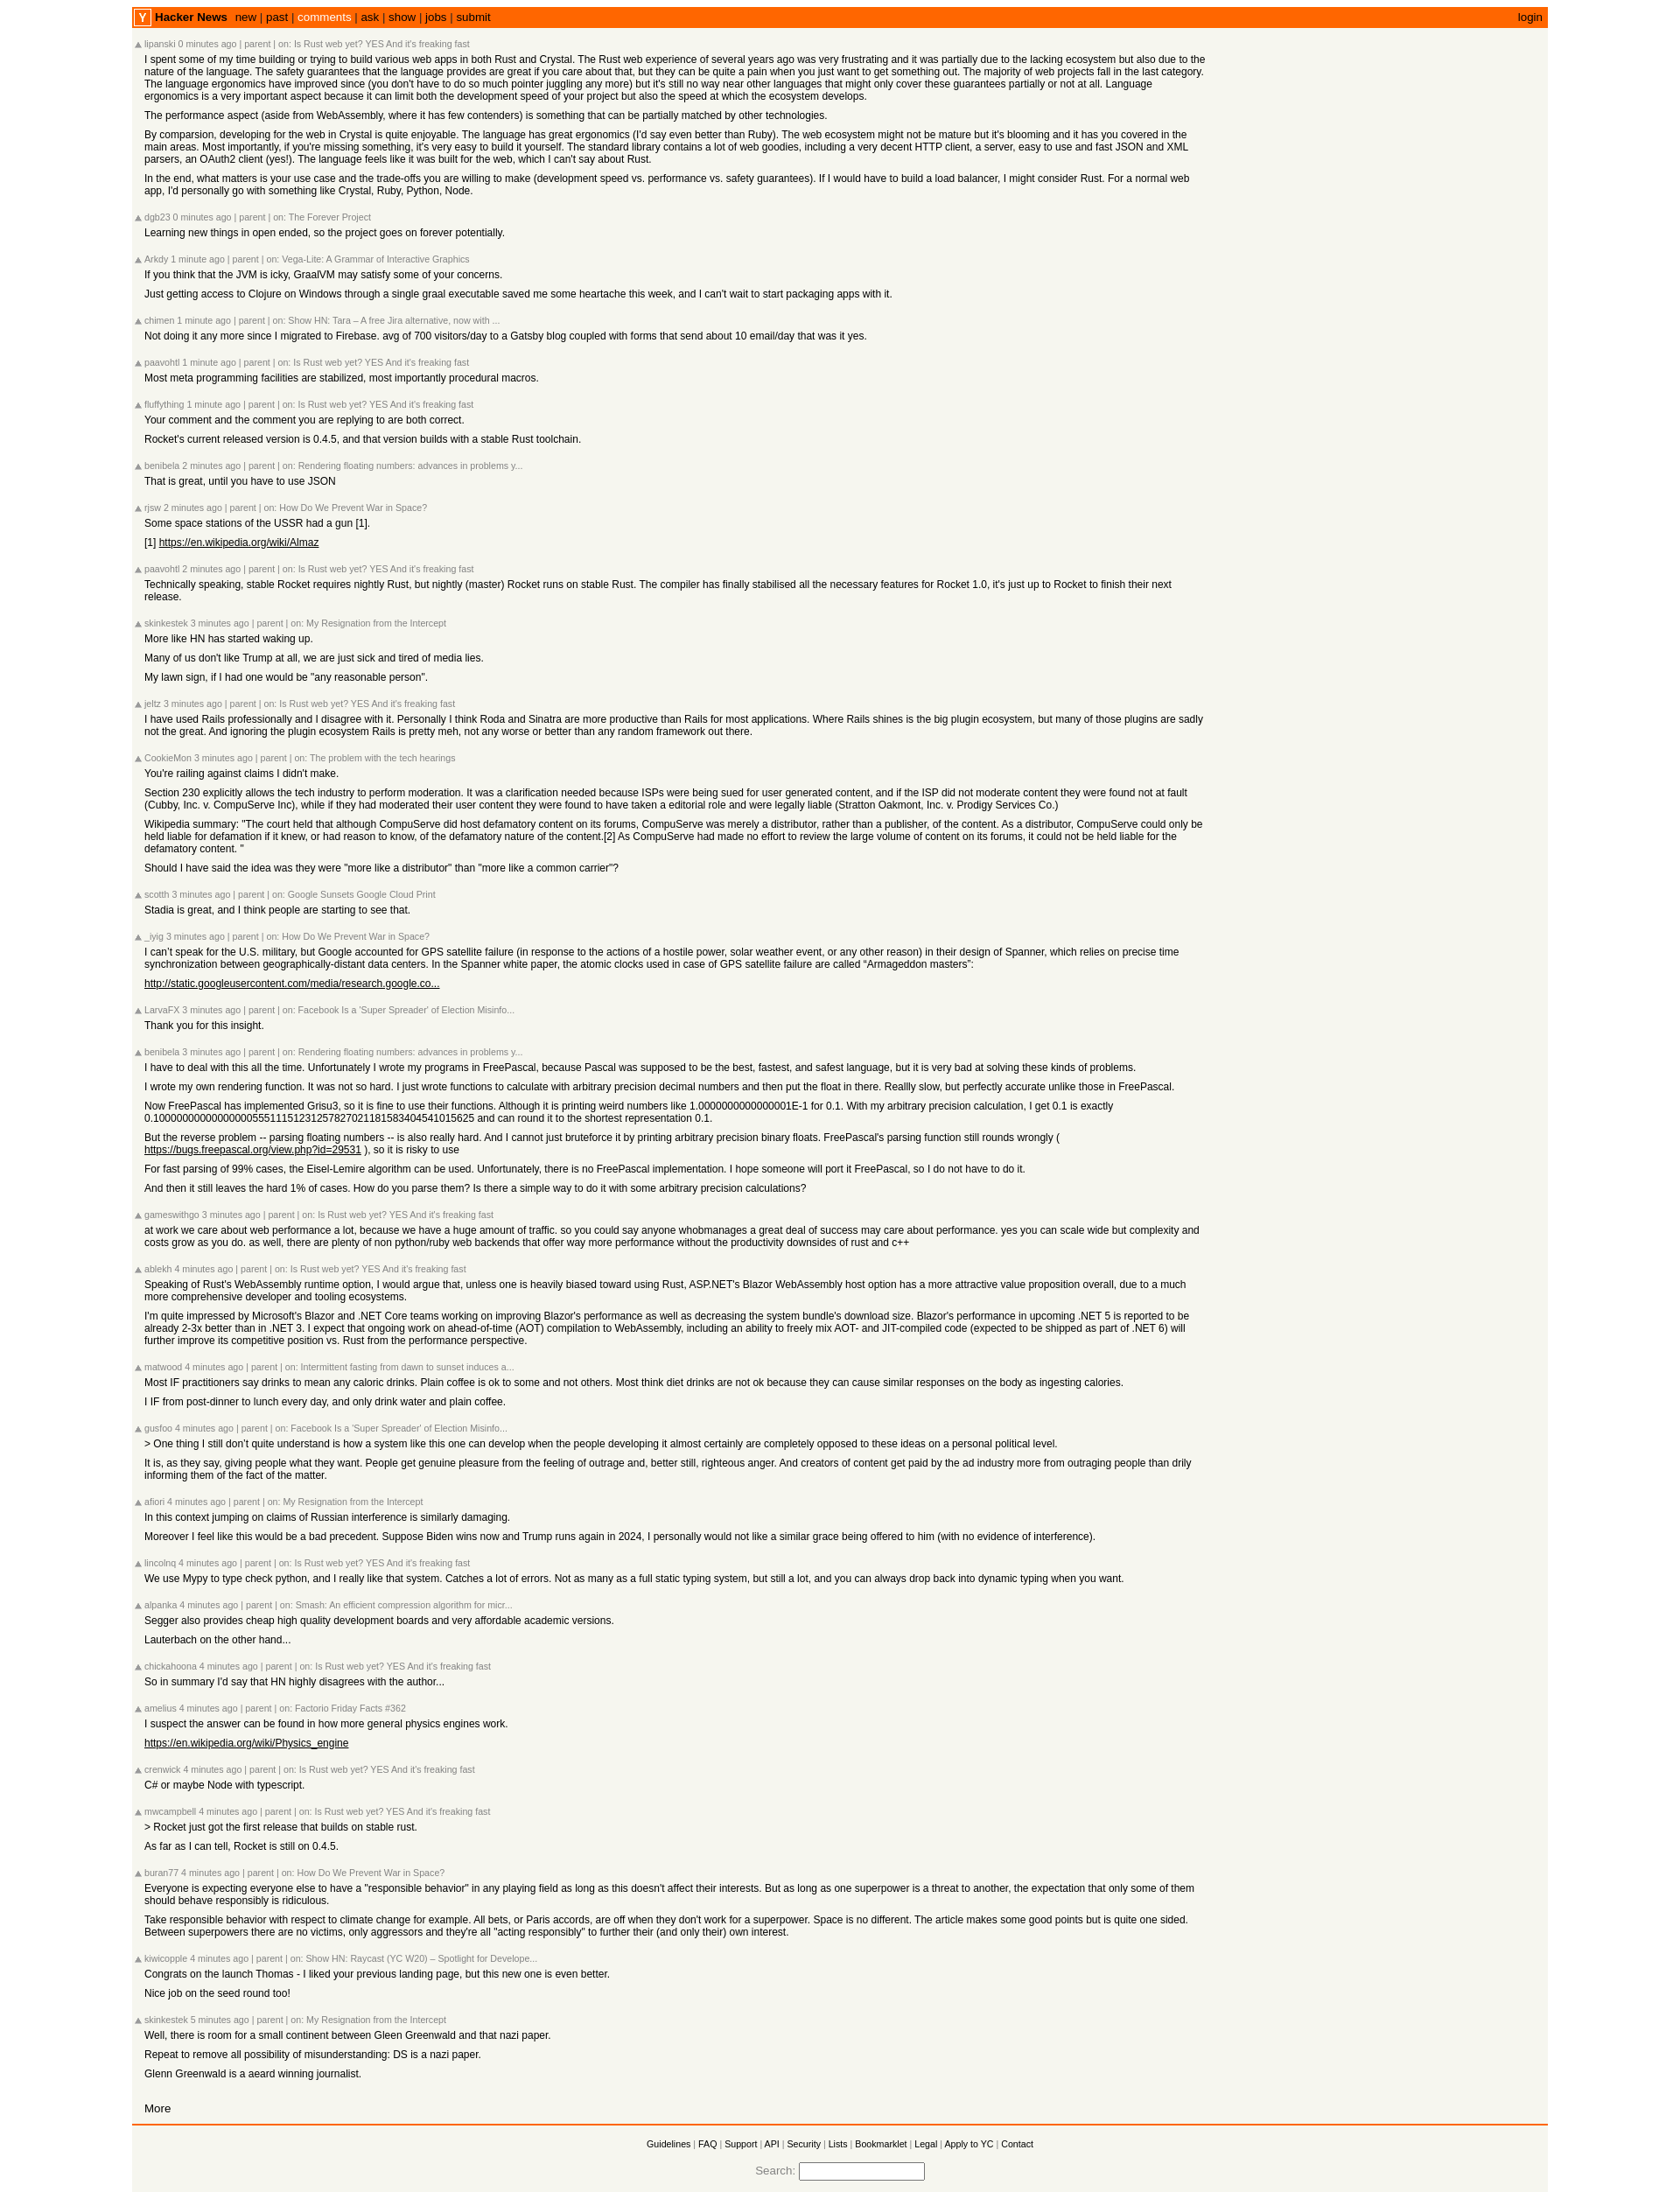 Y Hacker News new | past | comments | ask | show | jobs | submit login
lipanski 0 minutes ago | parent | on: Is Rust web yet? YES And it's freaking fast
I spent some of my time building or trying to build various web apps in both Rust and Crystal. The Rust web experience of several years ago was very frustrating and it was partially due to the lacking ecosystem but also due to the
nature of the language. The safety guarantees that the language provides are great if you care about that, but they can be quite a pain when you just want to get something out. The majority of web projects fall in the last category.
The language ergonomics have improved since (you don't have to do so much pointer juggling any more) but it's still no way near other languages that might only cover these guarantees partially or not at all. Language
ergonomics is a very important aspect because it can limit both the development speed of your project but also the speed at which the ecosystem develops.
The performance aspect (aside from WebAssembly, where it has few contenders) is something that can be partially matched by other technologies.
By comparsion, developing for the web in Crystal is quite enjoyable. The language has great ergonomics (I'd say even better than Ruby). The web ecosystem might not be mature but it's blooming and it has you covered in the
main areas. Most importantly, if you're missing something, it's very easy to build it yourself. The standard library contains a lot of web goodies, including a very decent HTTP client, a server, easy to use and fast JSON and XML
parsers, an OAuth2 client (yes!). The language feels like it was built for the web, which I can't say about Rust.
In the end, what matters is your use case and the trade-offs you are willing to make (development speed vs. performance vs. safety guarantees). If I would have to build a load balancer, I might consider Rust. For a normal web
app, I'd personally go with something like Crystal, Ruby, Python, Node.
dgb23 0 minutes ago | parent | on: The Forever Project
Learning new things in open ended, so the project goes on forever potentially.
Arkdy 1 minute ago | parent | on: Vega-Lite: A Grammar of Interactive Graphics
If you think that the JVM is icky, GraalVM may satisfy some of your concerns.
Just getting access to Clojure on Windows through a single graal executable saved me some heartache this week, and I can't wait to start packaging apps with it.
chimen 1 minute ago | parent | on: Show HN: Tara – A free Jira alternative, now with ...
Not doing it any more since I migrated to Firebase. avg of 700 visitors/day to a Gatsby blog coupled with forms that send about 10 email/day that was it yes.
paavohtl 1 minute ago | parent | on: Is Rust web yet? YES And it's freaking fast
Most meta programming facilities are stabilized, most importantly procedural macros.
fluffything 1 minute ago | parent | on: Is Rust web yet? YES And it's freaking fast
Your comment and the comment you are replying to are both correct.
Rocket's current released version is 0.4.5, and that version builds with a stable Rust toolchain.
benibela 2 minutes ago | parent | on: Rendering floating numbers: advances in problems y...
That is great, until you have to use JSON
rjsw 2 minutes ago | parent | on: How Do We Prevent War in Space?
Some space stations of the USSR had a gun [1].
[1] https://en.wikipedia.org/wiki/Almaz
paavohtl 2 minutes ago | parent | on: Is Rust web yet? YES And it's freaking fast
Technically speaking, stable Rocket requires nightly Rust, but nightly (master) Rocket runs on stable Rust. The compiler has finally stabilised all the necessary features for Rocket 1.0, it's just up to Rocket to finish their next
release.
skinkestek 3 minutes ago | parent | on: My Resignation from the Intercept
More like HN has started waking up.
Many of us don't like Trump at all, we are just sick and tired of media lies.
My lawn sign, if I had one would be "any reasonable person".
jeltz 3 minutes ago | parent | on: Is Rust web yet? YES And it's freaking fast
I have used Rails professionally and I disagree with it. Personally I think Roda and Sinatra are more productive than Rails for most applications. Where Rails shines is the big plugin ecosystem, but many of those plugins are sadly
not the great. And ignoring the plugin ecosystem Rails is pretty meh, not any worse or better than any random framework out there.
CookieMon 3 minutes ago | parent | on: The problem with the tech hearings
You're railing against claims I didn't make.
Section 230 explicitly allows the tech industry to perform moderation. It was a clarification needed because ISPs were being sued for user generated content, and if the ISP did not moderate content they were found not at fault
(Cubby, Inc. v. CompuServe Inc), while if they had moderated their user content they were found to have taken a editorial role and were legally liable (Stratton Oakmont, Inc. v. Prodigy Services Co.)
Wikipedia summary: "The court held that although CompuServe did host defamatory content on its forums, CompuServe was merely a distributor, rather than a publisher, of the content. As a distributor, CompuServe could only be
held liable for defamation if it knew, or had reason to know, of the defamatory nature of the content.[2] As CompuServe had made no effort to review the large volume of content on its forums, it could not be held liable for the
defamatory content. "
Should I have said the idea was they were "more like a distributor" than "more like a common carrier"?
scotth 3 minutes ago | parent | on: Google Sunsets Google Cloud Print
Stadia is great, and I think people are starting to see that.
_iyig 3 minutes ago | parent | on: How Do We Prevent War in Space?
I can’t speak for the U.S. military, but Google accounted for GPS satellite failure (in response to the actions of a hostile power, solar weather event, or any other reason) in their design of Spanner, which relies on precise time
synchronization between geographically-distant data centers. In the Spanner white paper, the atomic clocks used in case of GPS satellite failure are called “Armageddon masters”:
http://static.googleusercontent.com/media/research.google.co...
LarvaFX 3 minutes ago | parent | on: Facebook Is a 'Super Spreader' of Election Misinfo...
Thank you for this insight.
benibela 3 minutes ago | parent | on: Rendering floating numbers: advances in problems y...
I have to deal with this all the time. Unfortunately I wrote my programs in FreePascal, because Pascal was supposed to be the best, fastest, and safest language, but it is very bad at solving these kinds of problems.
I wrote my own rendering function. It was not so hard. I just wrote functions to calculate with arbitrary precision decimal numbers and then put the float in there. Reallly slow, but perfectly accurate unlike those in FreePascal.
Now FreePascal has implemented Grisu3, so it is fine to use their functions. Although it is printing weird numbers like 1.0000000000000001E-1 for 0.1. With my arbitrary precision calculation, I get 0.1 is exactly
0.1000000000000000055511151231257827021181583404541015625 and can round it to the shortest representation 0.1.
But the reverse problem -- parsing floating numbers -- is also really hard. And I cannot just bruteforce it by printing arbitrary precision binary floats. FreePascal's parsing function still rounds wrongly (
https://bugs.freepascal.org/view.php?id=29531 ), so it is risky to use
For fast parsing of 99% cases, the Eisel-Lemire algorithm can be used. Unfortunately, there is no FreePascal implementation. I hope someone will port it FreePascal, so I do not have to do it.
And then it still leaves the hard 1% of cases. How do you parse them? Is there a simple way to do it with some arbitrary precision calculations?
gameswithgo 3 minutes ago | parent | on: Is Rust web yet? YES And it's freaking fast
at work we care about web performance a lot, because we have a huge amount of traffic. so you could say anyone whobmanages a great deal of success may care about performance. yes you can scale wide but complexity and
costs grow as you do. as well, there are plenty of non python/ruby web backends that offer way more performance without the productivity downsides of rust and c++
ablekh 4 minutes ago | parent | on: Is Rust web yet? YES And it's freaking fast
Speaking of Rust's WebAssembly runtime option, I would argue that, unless one is heavily biased toward using Rust, ASP.NET's Blazor WebAssembly host option has a more attractive value proposition overall, due to a much
more comprehensive developer and tooling ecosystems.
I'm quite impressed by Microsoft's Blazor and .NET Core teams working on improving Blazor's performance as well as decreasing the system bundle's download size. Blazor's performance in upcoming .NET 5 is reported to be
already 2-3x better than in .NET 3. I expect that ongoing work on ahead-of-time (AOT) compilation to WebAssembly, including an ability to freely mix AOT- and JIT-compiled code (expected to be shipped as part of .NET 6) will
further improve its competitive position vs. Rust from the performance perspective.
matwood 4 minutes ago | parent | on: Intermittent fasting from dawn to sunset induces a...
Most IF practitioners say drinks to mean any caloric drinks. Plain coffee is ok to some and not others. Most think diet drinks are not ok because they can cause similar responses on the body as ingesting calories.
I IF from post-dinner to lunch every day, and only drink water and plain coffee.
gusfoo 4 minutes ago | parent | on: Facebook Is a 'Super Spreader' of Election Misinfo...
> One thing I still don’t quite understand is how a system like this one can develop when the people developing it almost certainly are completely opposed to these ideas on a personal political level.
It is, as they say, giving people what they want. People get genuine pleasure from the feeling of outrage and, better still, righteous anger. And creators of content get paid by the ad industry more from outraging people than drily
informing them of the fact of the matter.
afiori 4 minutes ago | parent | on: My Resignation from the Intercept
In this context jumping on claims of Russian interference is similarly damaging.
Moreover I feel like this would be a bad precedent. Suppose Biden wins now and Trump runs again in 2024, I personally would not like a similar grace being offered to him (with no evidence of interference).
lincolnq 4 minutes ago | parent | on: Is Rust web yet? YES And it's freaking fast
We use Mypy to type check python, and I really like that system. Catches a lot of errors. Not as many as a full static typing system, but still a lot, and you can always drop back into dynamic typing when you want.
alpanka 4 minutes ago | parent | on: Smash: An efficient compression algorithm for micr...
Segger also provides cheap high quality development boards and very affordable academic versions.
Lauterbach on the other hand...
chickahoona 4 minutes ago | parent | on: Is Rust web yet? YES And it's freaking fast
So in summary I'd say that HN highly disagrees with the author...
amelius 4 minutes ago | parent | on: Factorio Friday Facts #362
I suspect the answer can be found in how more general physics engines work.
https://en.wikipedia.org/wiki/Physics_engine
crenwick 4 minutes ago | parent | on: Is Rust web yet? YES And it's freaking fast
C# or maybe Node with typescript.
mwcampbell 4 minutes ago | parent | on: Is Rust web yet? YES And it's freaking fast
> Rocket just got the first release that builds on stable rust.
As far as I can tell, Rocket is still on 0.4.5.
buran77 4 minutes ago | parent | on: How Do We Prevent War in Space?
Everyone is expecting everyone else to have a "responsible behavior" in any playing field as long as this doesn't affect their interests. But as long as one superpower is a threat to another, the expectation that only some of them
should behave responsibly is ridiculous.
Take responsible behavior with respect to climate change for example. All bets, or Paris accords, are off when they don't work for a superpower. Space is no different. The article makes some good points but is quite one sided.
Between superpowers there are no victims, only aggressors and they're all "acting responsibly" to further their (and only their) own interest.
kiwicopple 4 minutes ago | parent | on: Show HN: Raycast (YC W20) – Spotlight for Develope...
Congrats on the launch Thomas - I liked your previous landing page, but this new one is even better.
Nice job on the seed round too!
skinkestek 5 minutes ago | parent | on: My Resignation from the Intercept
Well, there is room for a small continent between Gleen Greenwald and that nazi paper.
Repeat to remove all possibility of misunderstanding: DS is a nazi paper.
Glenn Greenwald is a aeard winning journalist.
More
Guidelines | FAQ | Support | API | Security | Lists | Bookmarklet | Legal | Apply to YC | Contact
Search: